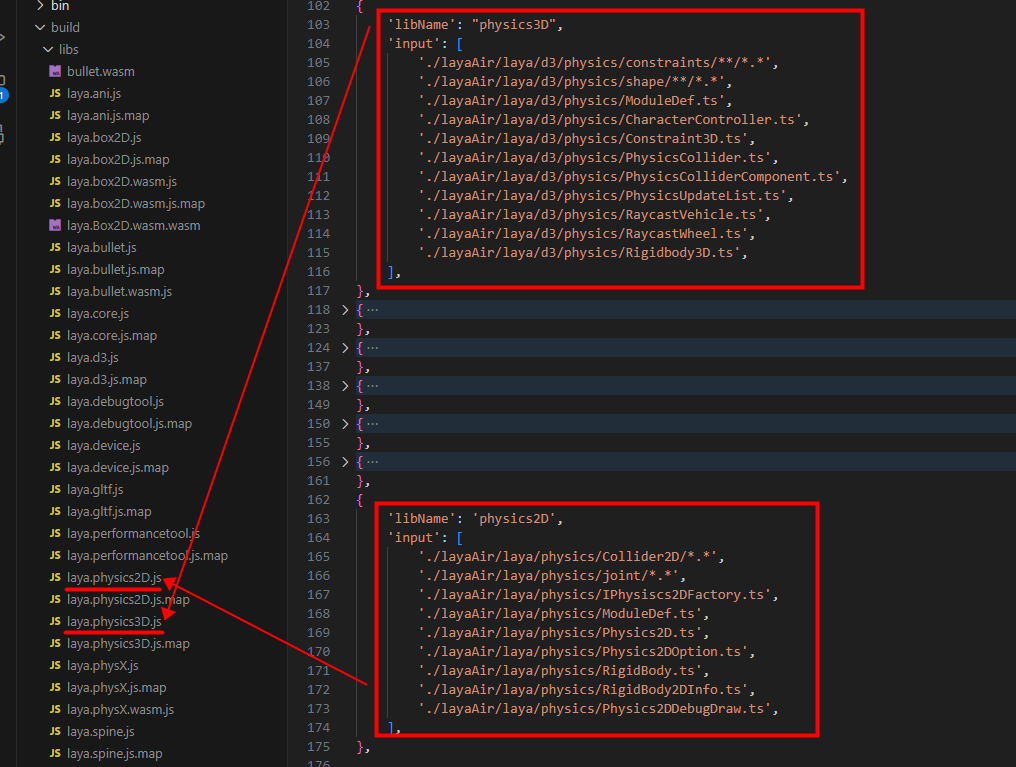 bin
build
libs
bullet.wasm
JS laya.ani.js
JS laya.ani.js.map
JS laya.box2D.js
JS laya.box2D.js.map
JS laya.box2D.wasm.js
JS laya.box2D.wasm.js.map
laya.Box2D.wasm.wasm
JS laya.bullet.js
JS laya.bullet.js.map
JS laya.bullet.wasm.js
JS laya.core.js
JS laya.core.js.map
JS laya.d3.js
JS laya.d3.js.map
JS laya.debugtool.js
JS laya.debugtool.js.map
JS laya.device.js
JS laya.device.js.map
JS laya.gltf.js
JS laya.gltf.js.map
JS laya.performancetool.js
JS laya.performancetool.js.map
JS laya.physics2D.js
JS laya.physics2D.js.map
JS laya.physics3D.js
JS laya.physics3D.js.map
JS laya.physX.js
JS laya.physX.js.map
JS laya.physX.wasm.js
JS laya.spine.js
JS laya.spine.js.map
102 {
103 'libName': "physics3D",
104 'input': [
105 './layaAir/laya/d3/physics/constraints/**/*.*',
106 './layaAir/laya/d3/physics/shape/**/*.*',
107 './layaAir/laya/d3/physics/ModuleDef.ts',
108 './layaAir/laya/d3/physics/CharacterController.ts',
109 './layaAir/laya/d3/physics/Constraint3D.ts',
110 './layaAir/laya/d3/physics/PhysicsCollider.ts',
111 './layaAir/laya/d3/physics/PhysicsColliderComponent.ts',
112 './layaAir/laya/d3/physics/PhysicsUpdateList.ts',
113 './layaAir/laya/d3/physics/RaycastVehicle.ts',
114 './layaAir/laya/d3/physics/RaycastWheel.ts',
115 './layaAir/laya/d3/physics/Rigidbody3D.ts',
116 ],
117 },
118 { ···
123 },
124 { ···
137 },
138 { ···
149 },
150 { ···
155 },
156 { ···
161 },
162 {
163 'libName': 'physics2D',
164 'input': [
165 './layaAir/laya/physics/Collider2D/*.*',
166 './layaAir/laya/physics/joint/*.*',
167 './layaAir/laya/physics/IPhysiscs2DFactory.ts',
168 './layaAir/laya/physics/ModuleDef.ts',
169 './layaAir/laya/physics/Physics2D.ts',
170 './layaAir/laya/physics/Physics2DOption.ts',
171 './layaAir/laya/physics/RigidBody.ts',
172 './layaAir/laya/physics/RigidBody2DInfo.ts',
173 './layaAir/laya/physics/Physics2DDebugDraw.ts',
174 ],
175 },
176